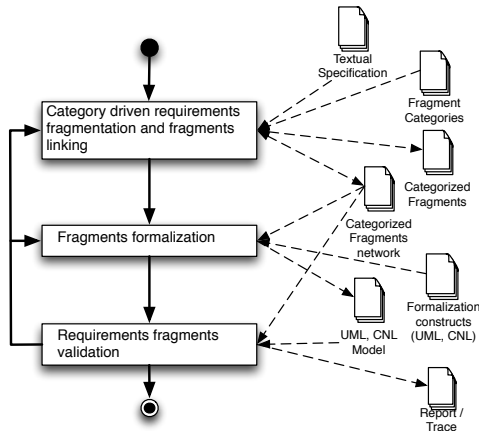 Textual
Specification
Fragment
Categories
Category driven requirements
fragmentation and fragments
linking
Categorized
Fragments
Categorized
Fragments
network
Fragments formalization
Formalization
constructs
(UML, CNL)
UML, CNL
Model
Requirements fragments
validation
Report /
Trace